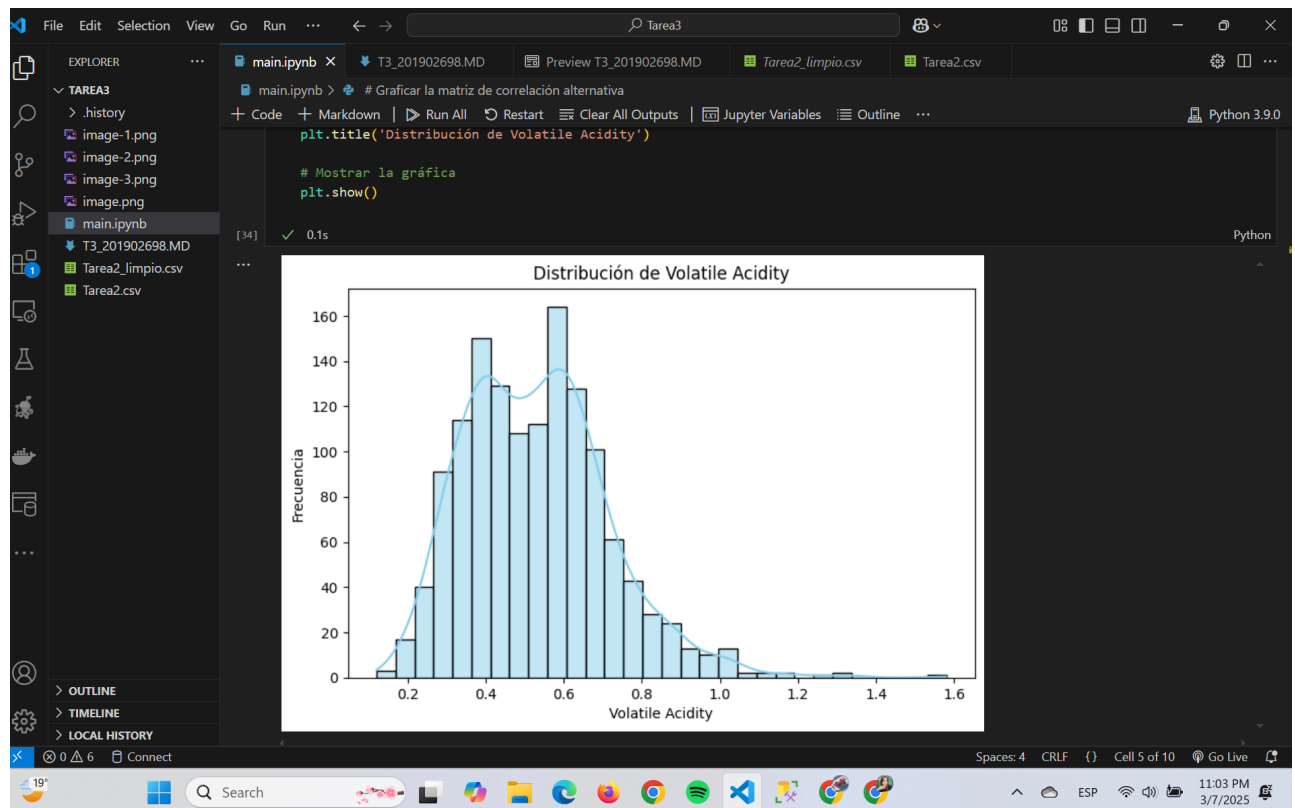 File Edit Selection View Go Run ··· Tarea3
EXPLORER ···
main.ipynb T3_201902698.MD Preview T3_201902698.MD Tarea2_limpio.csv Tarea2.csv
TAREA3
.history
image-1.png
image-2.png
image-3.png
image.png
main.ipynb
T3_201902698.MD
Tarea2_limpio.csv
Tarea2.csv
main.ipynb > # Graficar la matriz de correlación alternativa
+ Code + Markdown | Run All Restart Clear All Outputs | Jupyter Variables Outline ··· Python 3.9.0
plt.title('Distribución de Volatile Acidity')
# Mostrar la gráfica
plt.show()
[34] ✓ 0.1s Python
···
Distribución de Volatile Acidity
160
140
120
100
80
60
40
20
0
Frecuencia
0.2 0.4 0.6 0.8 1.0 1.2 1.4 1.6
Volatile Acidity
1
···
OUTLINE
TIMELINE
LOCAL HISTORY
0 6 Connect Spaces: 4 CRLF {} Cell 5 of 10 Go Live
19° Search ESP 11:03 PM
3/7/2025